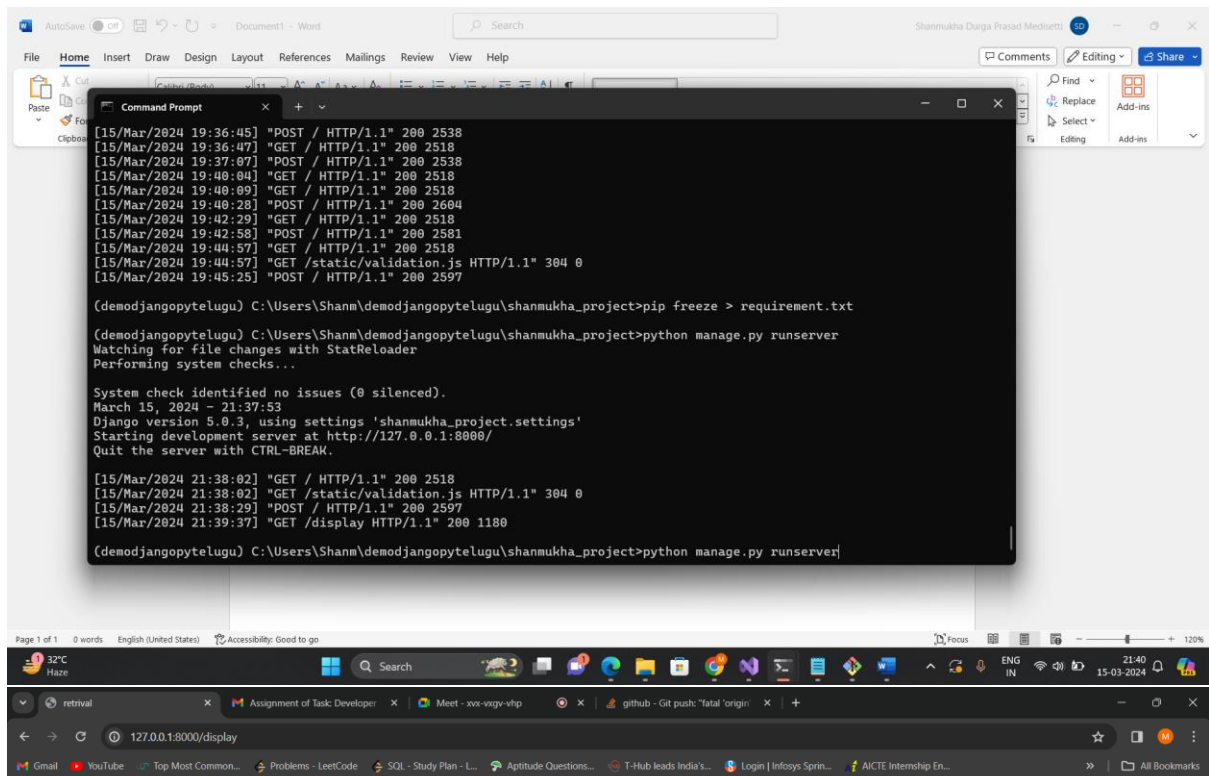 AutoSave Off Document1 - Word Search Shanmukha Durga Prasad Medisetti SD
File Home Insert Draw Design Layout References Mailings Review View Help Comments Editing Share
Paste Cut Calibri (Body) 11 Find
Replace
Select
Add-ins
Clipboa Editing Add-ins
Command Prompt
[15/Mar/2024 19:36:45] "POST / HTTP/1.1" 200 2538
[15/Mar/2024 19:36:47] "GET / HTTP/1.1" 200 2518
[15/Mar/2024 19:37:07] "POST / HTTP/1.1" 200 2538
[15/Mar/2024 19:40:04] "GET / HTTP/1.1" 200 2518
[15/Mar/2024 19:40:09] "GET / HTTP/1.1" 200 2518
[15/Mar/2024 19:40:28] "POST / HTTP/1.1" 200 2604
[15/Mar/2024 19:42:29] "GET / HTTP/1.1" 200 2518
[15/Mar/2024 19:42:58] "POST / HTTP/1.1" 200 2581
[15/Mar/2024 19:44:57] "GET / HTTP/1.1" 200 2518
[15/Mar/2024 19:44:57] "GET /static/validation.js HTTP/1.1" 304 0
[15/Mar/2024 19:45:25] "POST / HTTP/1.1" 200 2597
(demodjangopytelugu) C:\Users\Shanm\demodjangopytelugu\shanmukha_project>pip freeze > requirement.txt
(demodjangopytelugu) C:\Users\Shanm\demodjangopytelugu\shanmukha_project>python manage.py runserver
Watching for file changes with StatReloader
Performing system checks...
System check identified no issues (0 silenced).
March 15, 2024 - 21:37:53
Django version 5.0.3, using settings 'shanmukha_project.settings'
Starting development server at http://127.0.0.1:8000/
Quit the server with CTRL-BREAK.
[15/Mar/2024 21:38:02] "GET / HTTP/1.1" 200 2518
[15/Mar/2024 21:38:02] "GET /static/validation.js HTTP/1.1" 304 0
[15/Mar/2024 21:38:29] "POST / HTTP/1.1" 200 2597
[15/Mar/2024 21:39:37] "GET /display HTTP/1.1" 200 1180
(demodjangopytelugu) C:\Users\Shanm\demodjangopytelugu\shanmukha_project>python manage.py runserver
Page 1 of 1 0 words English (United States) Accessibility: Good to go Focus 120%
32°C Haze Search ENG IN 21:40 15-03-2024
retrival Assignment of Task: Developer Meet - xvx-vxgv-vhp github - Git push: "fatal 'origin'
127.0.0.1:8000/display
Gmail YouTube Top Most Common... Problems - LeetCode SQL - Study Plan - L... Aptitude Questions... T-Hub leads India's... Login | Infosys Sprin... AICTE Internship En... All Bookmarks